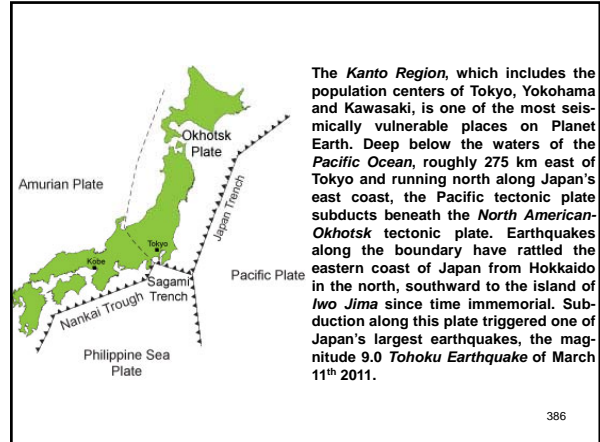 Okhotsk
Plate
Amurian Plate
Japan Trench
Tokyo
Kobe
Sagami
Trench
Pacific Plate
Nankai Trough
Philippine Sea
Plate
The Kanto Region, which includes the
population centers of Tokyo, Yokohama
and Kawasaki, is one of the most seis-
mically vulnerable places on Planet
Earth. Deep below the waters of the
Pacific Ocean, roughly 275 km east of
Tokyo and running north along Japan’s
east coast, the Pacific tectonic plate
subducts beneath the North American-
Okhotsk tectonic plate. Earthquakes
along the boundary have rattled the
eastern coast of Japan from Hokkaido
in the north, southward to the island of
Iwo Jima since time immemorial. Sub-
duction along this plate triggered one of
Japan’s largest earthquakes, the mag-
nitude 9.0 Tohoku Earthquake of March
11th 2011.
386